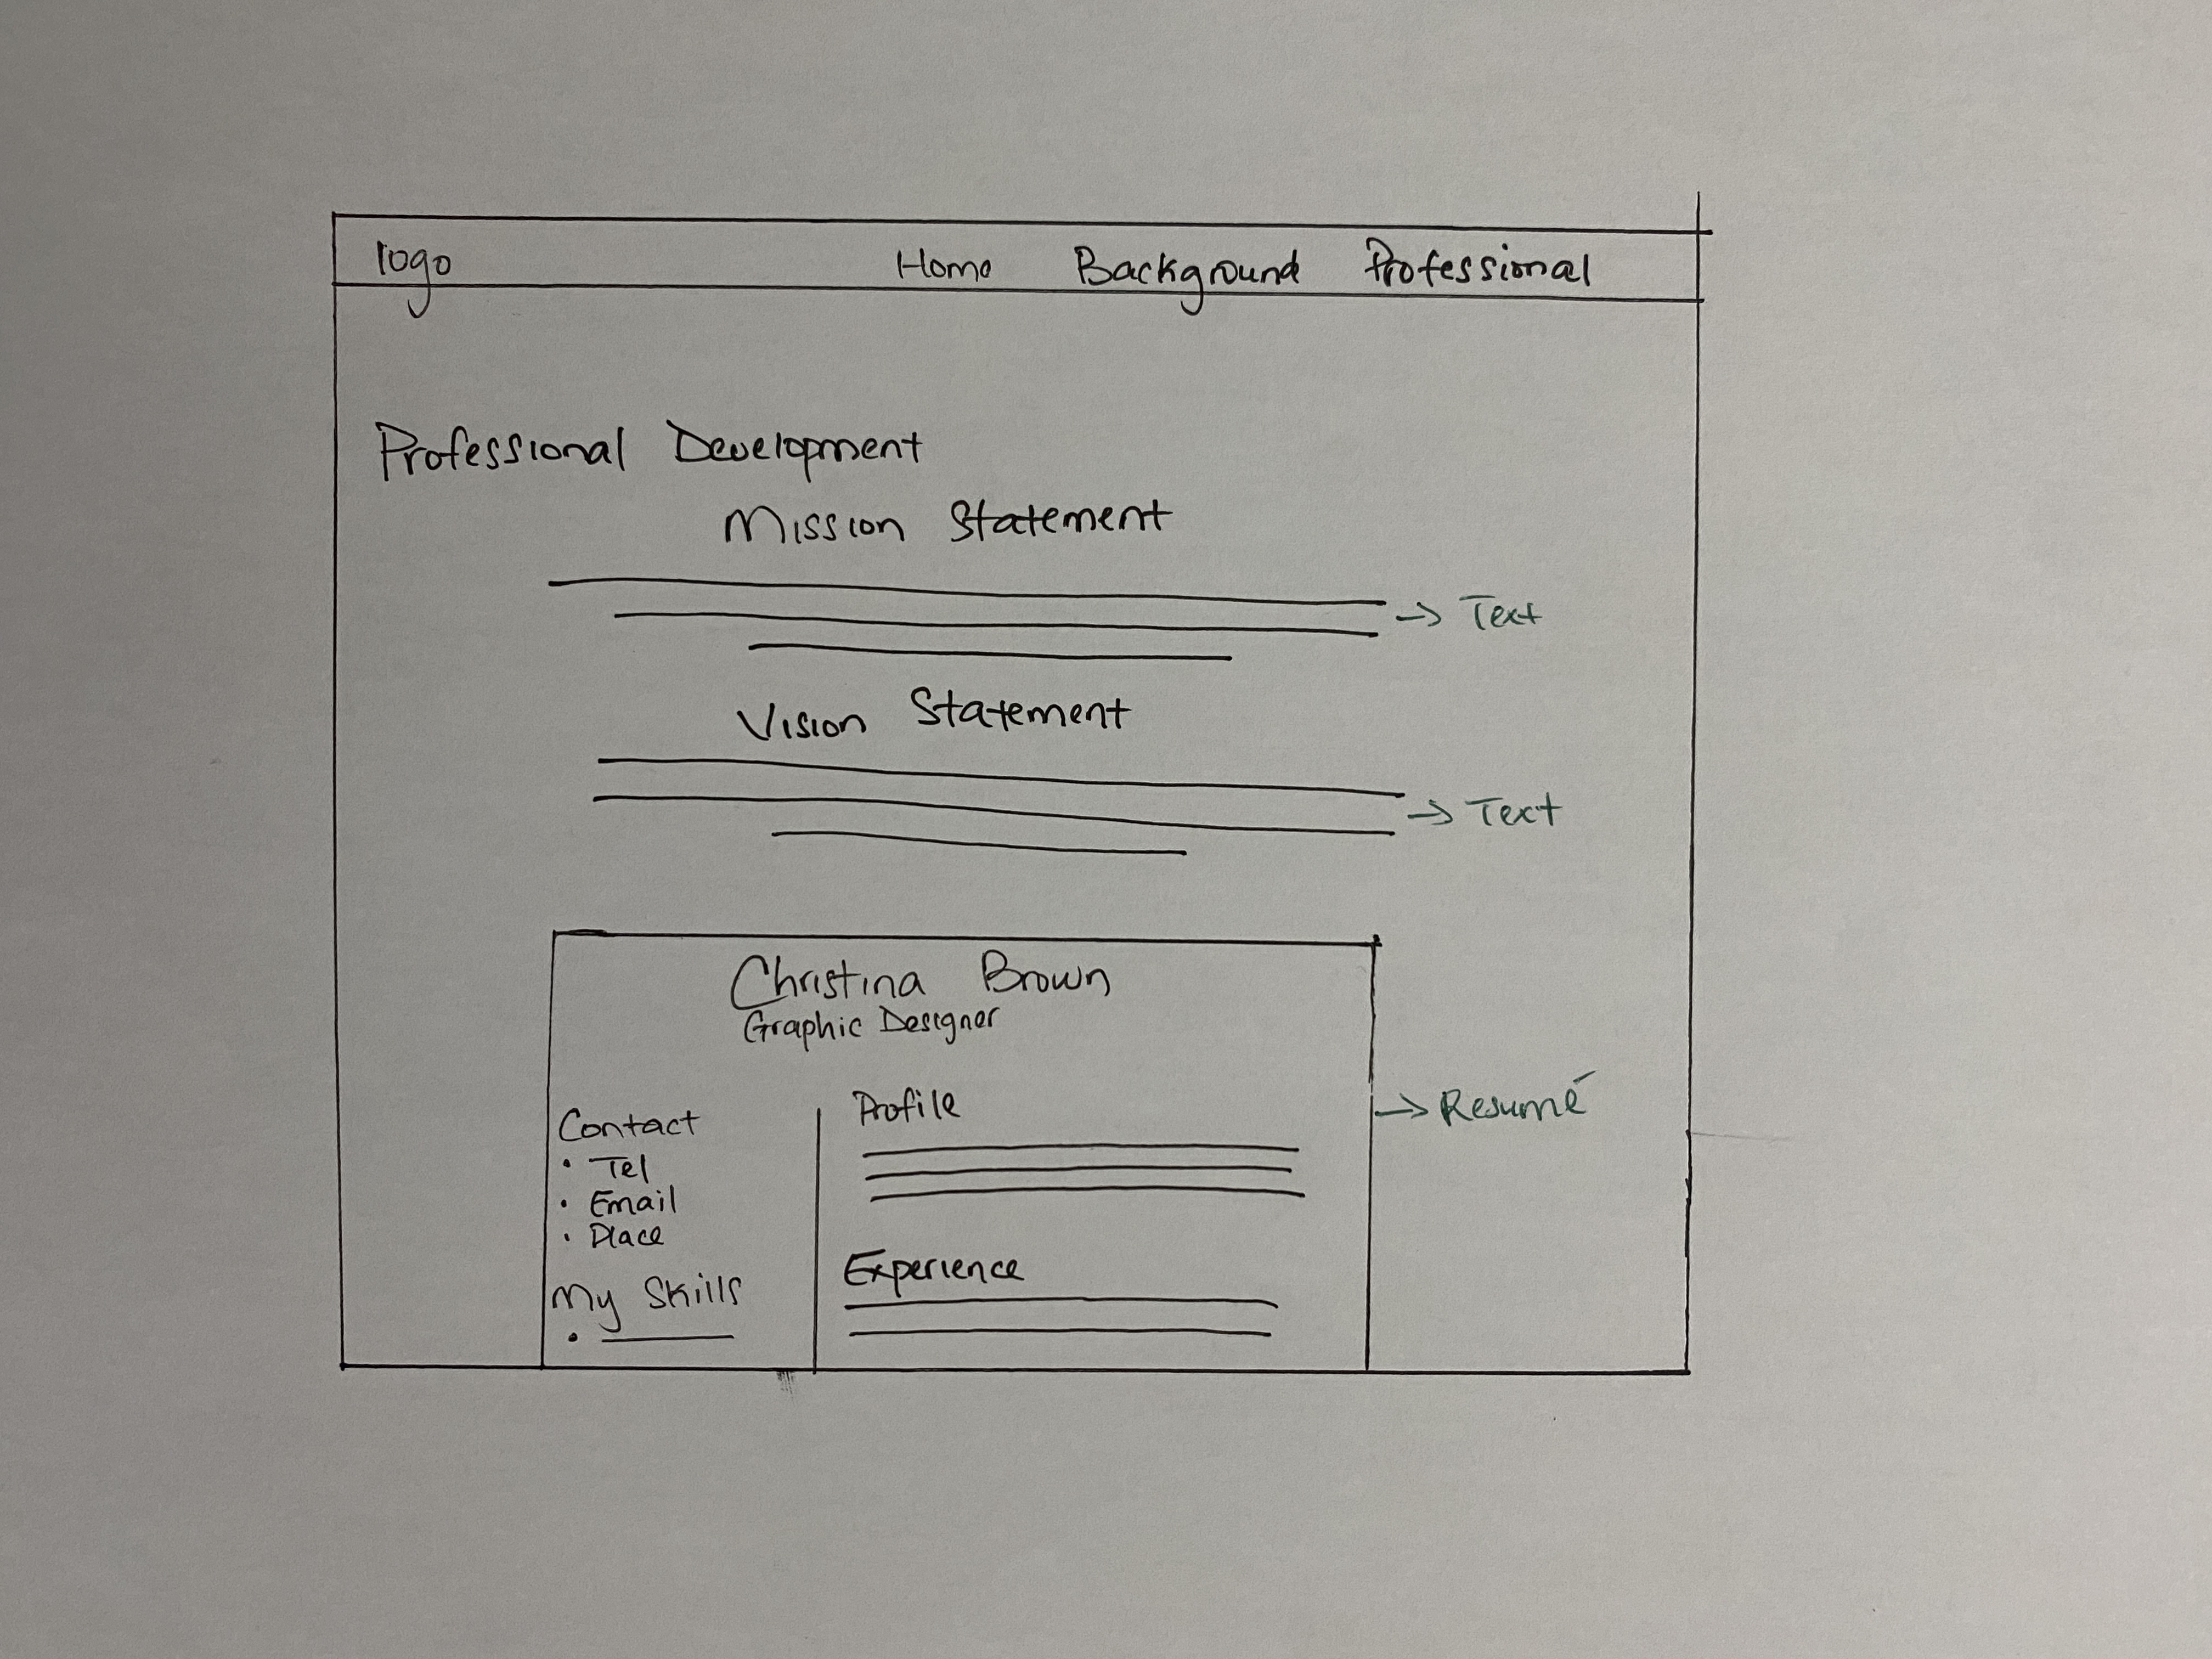 logo Home Background Professional
Professional Development
Mission Statement
→ Text
Vision Statement
→ Text
Christina Brown
Graphic Designer
Contact
• Tel
• Email
• Place
My Skills
•
Profile
Experience
→ Resumé